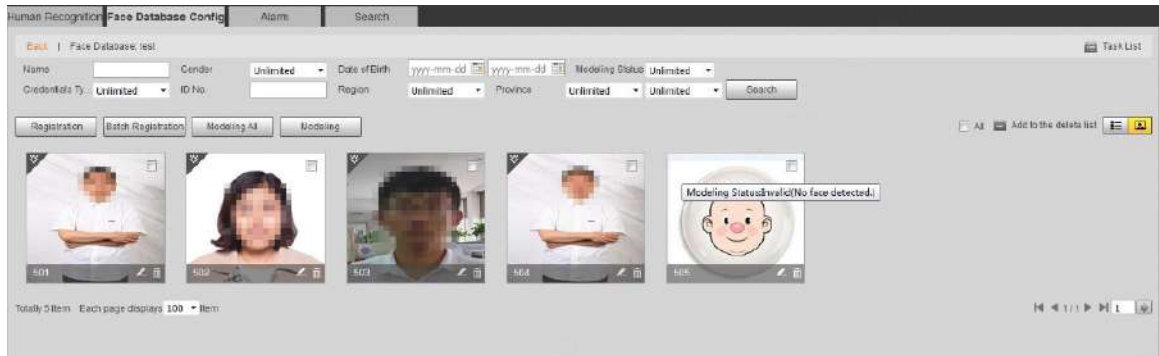 Human Recognition Face Database Config Alarm Search
Back | Face Database: test Task List
Name Gender Unlimited Date of Birth yyyy-mm-dd yyyy-mm-dd Modeling Status Unlimited
Credentials Ty... Unlimited ID No. Region Unlimited Province Unlimited Unlimited Search
Registration Batch Registration Modeling All Modeling All Add to the delete list
Modeling Status:Invalid(No face detected.)
501 502 503 504 505
Totally 5 Item Each page displays 100 Item 1/1 1